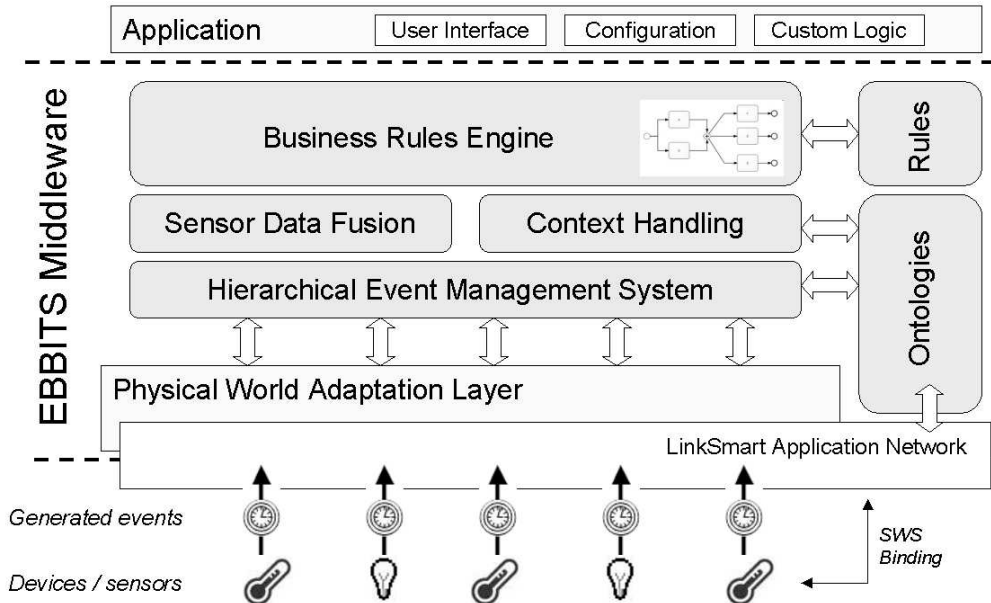 Application
User Interface
Configuration
Custom Logic
EBBITS Middleware
Business Rules Engine
Rules
Sensor Data Fusion
Context Handling
Hierarchical Event Management System
Ontologies
Physical World Adaptation Layer
LinkSmart Application Network
Generated events
SWS
Binding
Devices / sensors